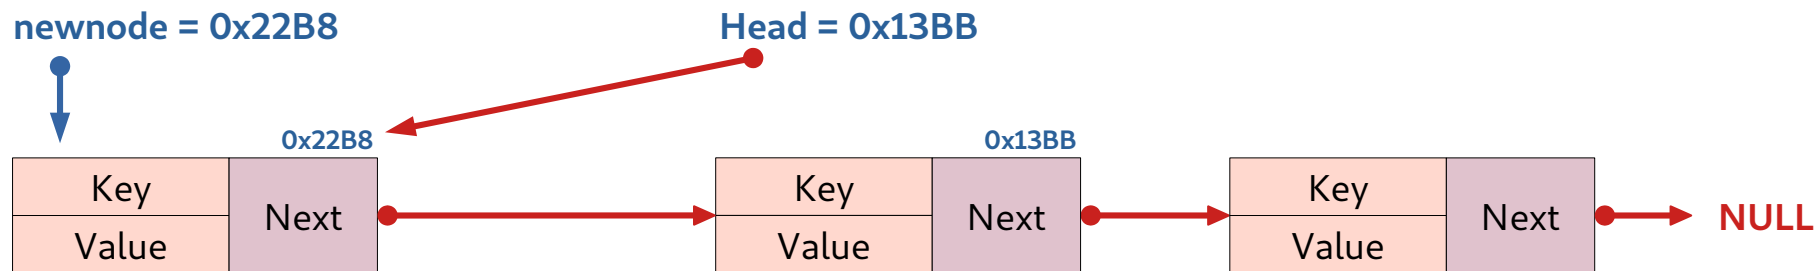 newnode = 0x22B8
Head = 0x13BB
0x22B8
0x13BB
Key
Value
Next
Key
Value
Next
Key
Value
Next
NULL